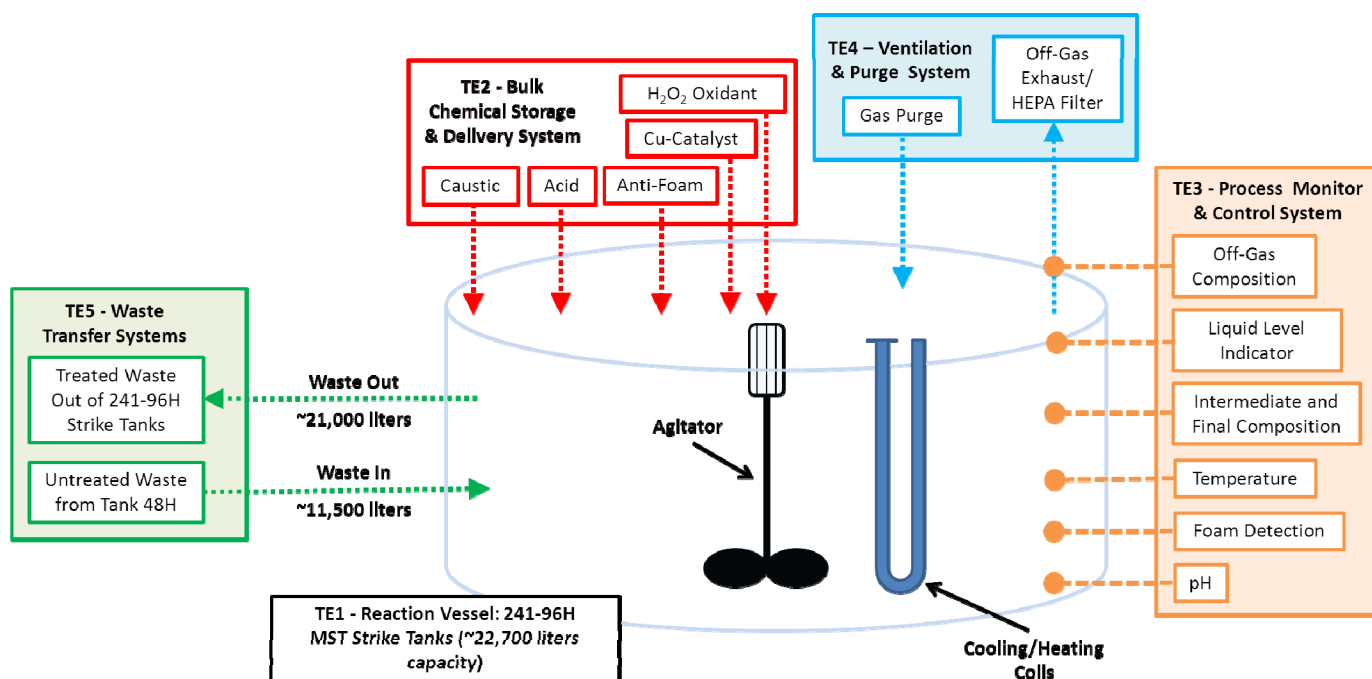 TE2 - Bulk
Chemical Storage
& Delivery System
H₂O₂ Oxidant
Cu-Catalyst
Caustic
Acid
Anti-Foam
TE4 – Ventilation
& Purge System
Gas Purge
Off-Gas
Exhaust/
HEPA Filter
TE3 - Process Monitor
& Control System
Off-Gas
Composition
Liquid Level
Indicator
Intermediate and
Final Composition
Temperature
Foam Detection
pH
TE5 - Waste
Transfer Systems
Treated Waste
Out of 241-96H
Strike Tanks
Untreated Waste
from Tank 48H
Waste Out
~21,000 liters
Waste In
~11,500 liters
Agitator
Cooling/Heating
Coils
TE1 - Reaction Vessel: 241-96H
MST Strike Tanks (~22,700 liters
capacity)